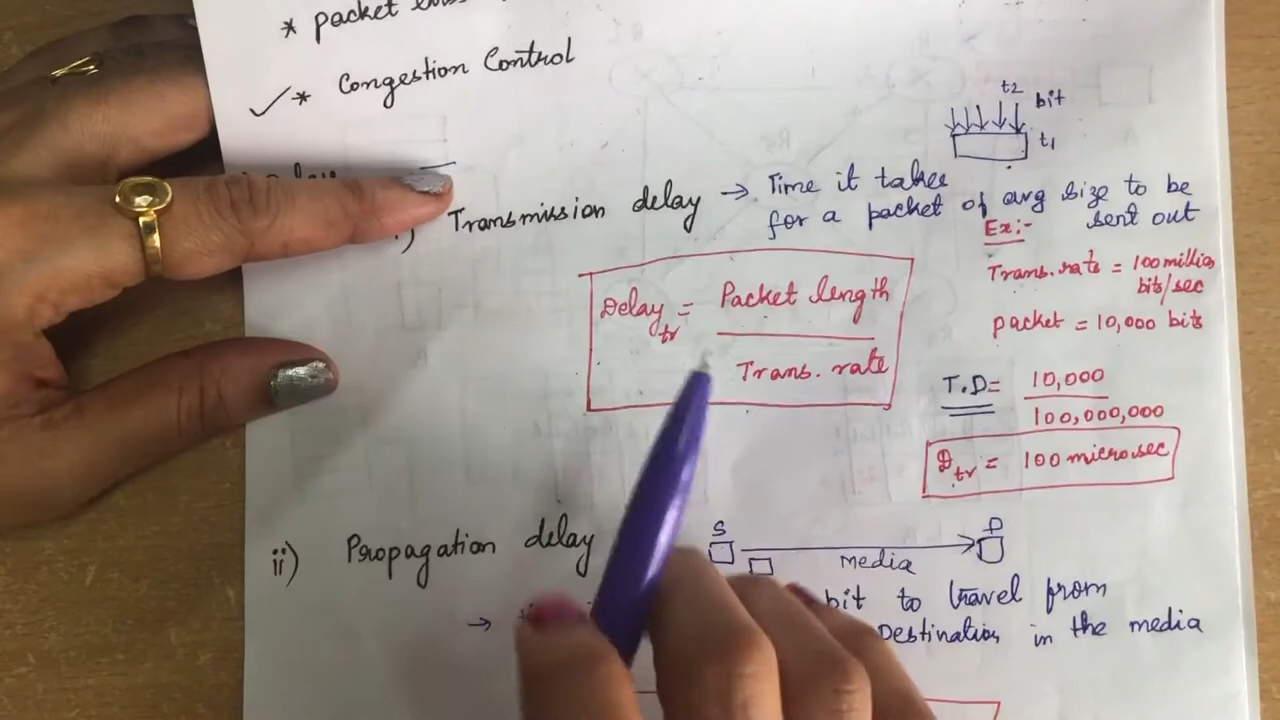 * packet
✓ * Congestion Control
t2
bit
t1
i) Transmission delay → Time it takes
for a packet of avg size to be
sent out
Ex:-
Trans. rate = 100 million
bits/sec
packet = 10,000 bits
Delay tr = Packet length
Trans. rate
T.D = 10,000
100,000,000
D tr = 100 microsec
ii) Propagation delay
S
D
media
→ bit to travel from
Destination in the media